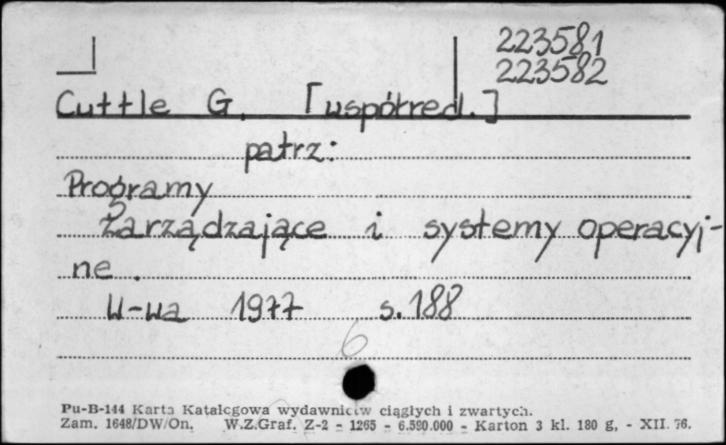 223581
223582
Cuttle G. [współred.]
patrz:
Programy
Zarządzające i systemy operacyj-
ne.
W-wa 1977 s.188
6
Pu-B-144 Karta Katalogowa wydawnictw ciągłych i zwartych.
Zam. 1648/DW/On. W.Z.Graf. Z-2 - 1265 - 6.590.000 - Karton 3 kl. 180 g. - XII. 76.